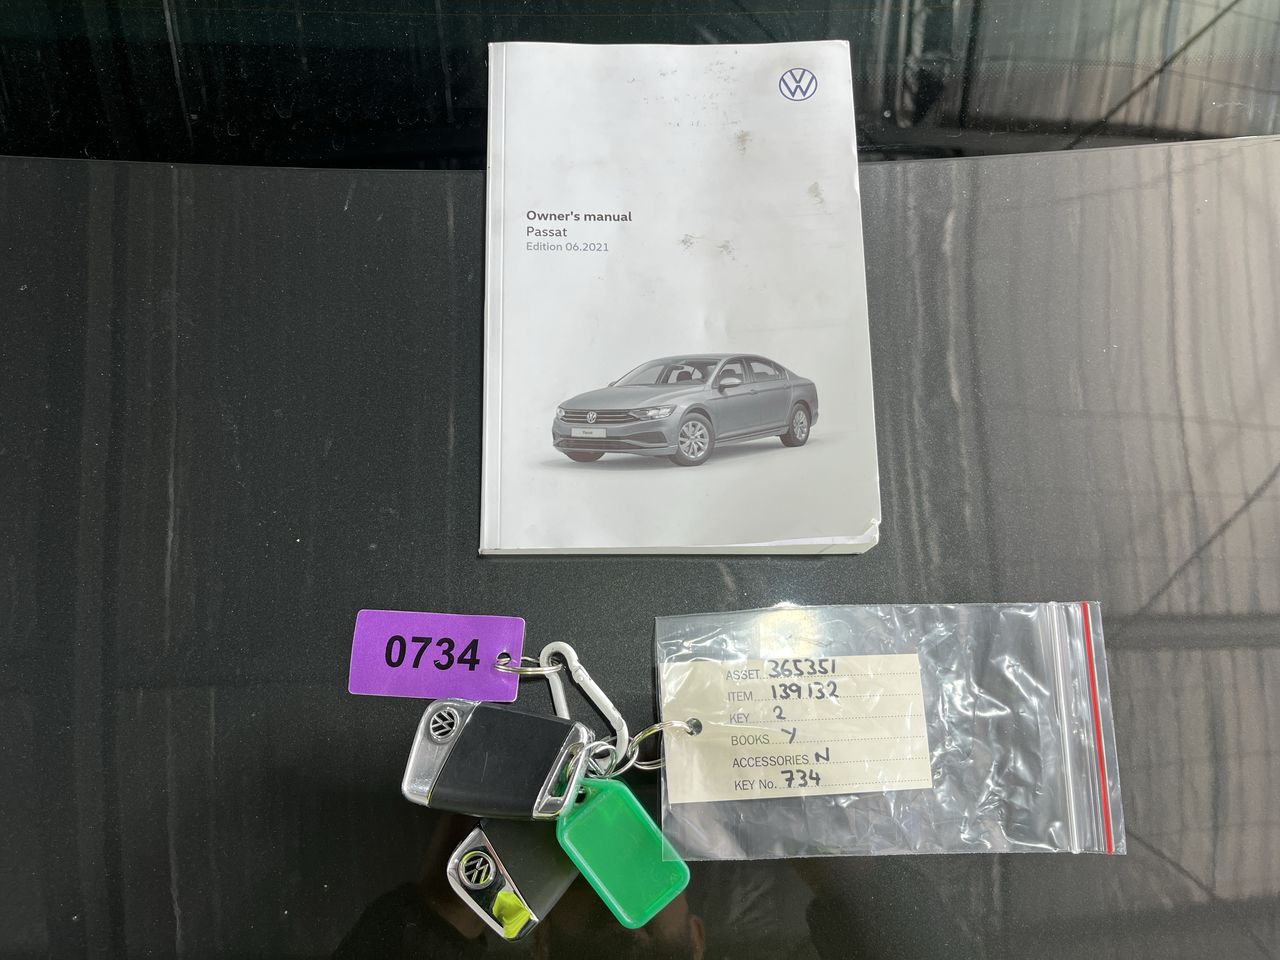 Owner's manual
Passat
Edition 06.2021
0734
ASSET 365351
ITEM 139132
KEY 2
BOOKS Y
ACCESSORIES N
KEY No. 734